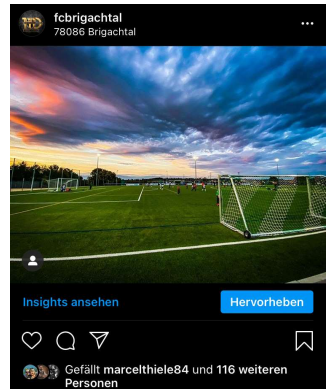 fcbrigachtal
78086 Brigachtal
Insights ansehen
Hervorheben
Gefällt marcelthiele84 und 116 weiteren
Personen